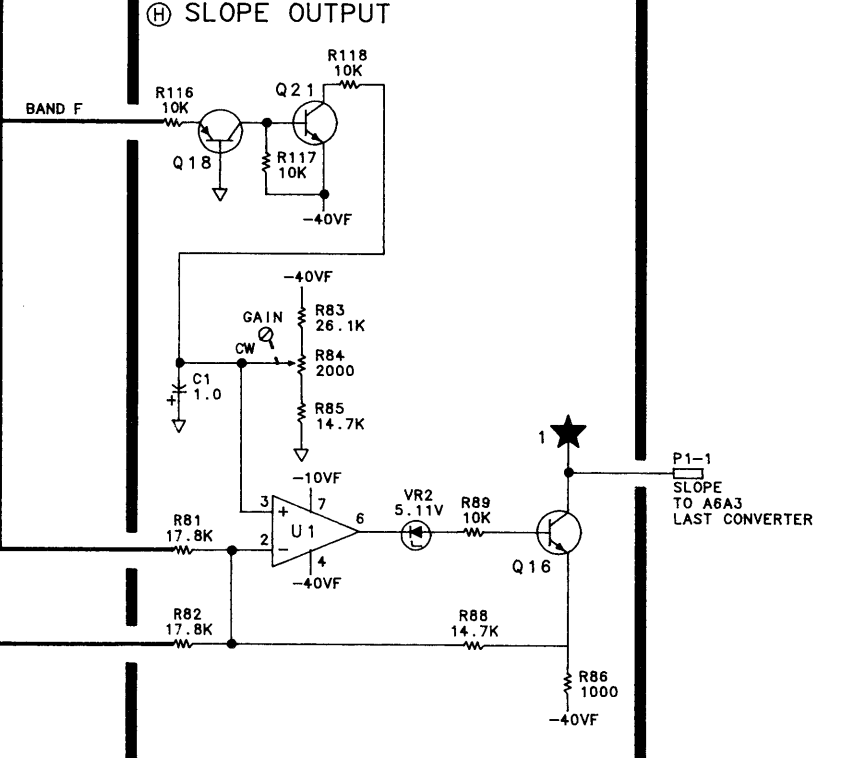 Ⓗ SLOPE OUTPUT
R118
10K
Q21
R116
10K
BAND F
Q18
R117
10K
-40VF
-40VF
R83
26.1K
GAIN
CW
R84
2000
C1
1.0
+
R85
14.7K
1
P1-1
SLOPE
TO A6A3
LAST CONVERTER
-10VF
3
7
+
VR2
5.11V
R89
10K
6
U1
R81
17.8K
2
-
4
-40VF
Q16
R82
17.8K
R88
14.7K
R86
1000
-40VF